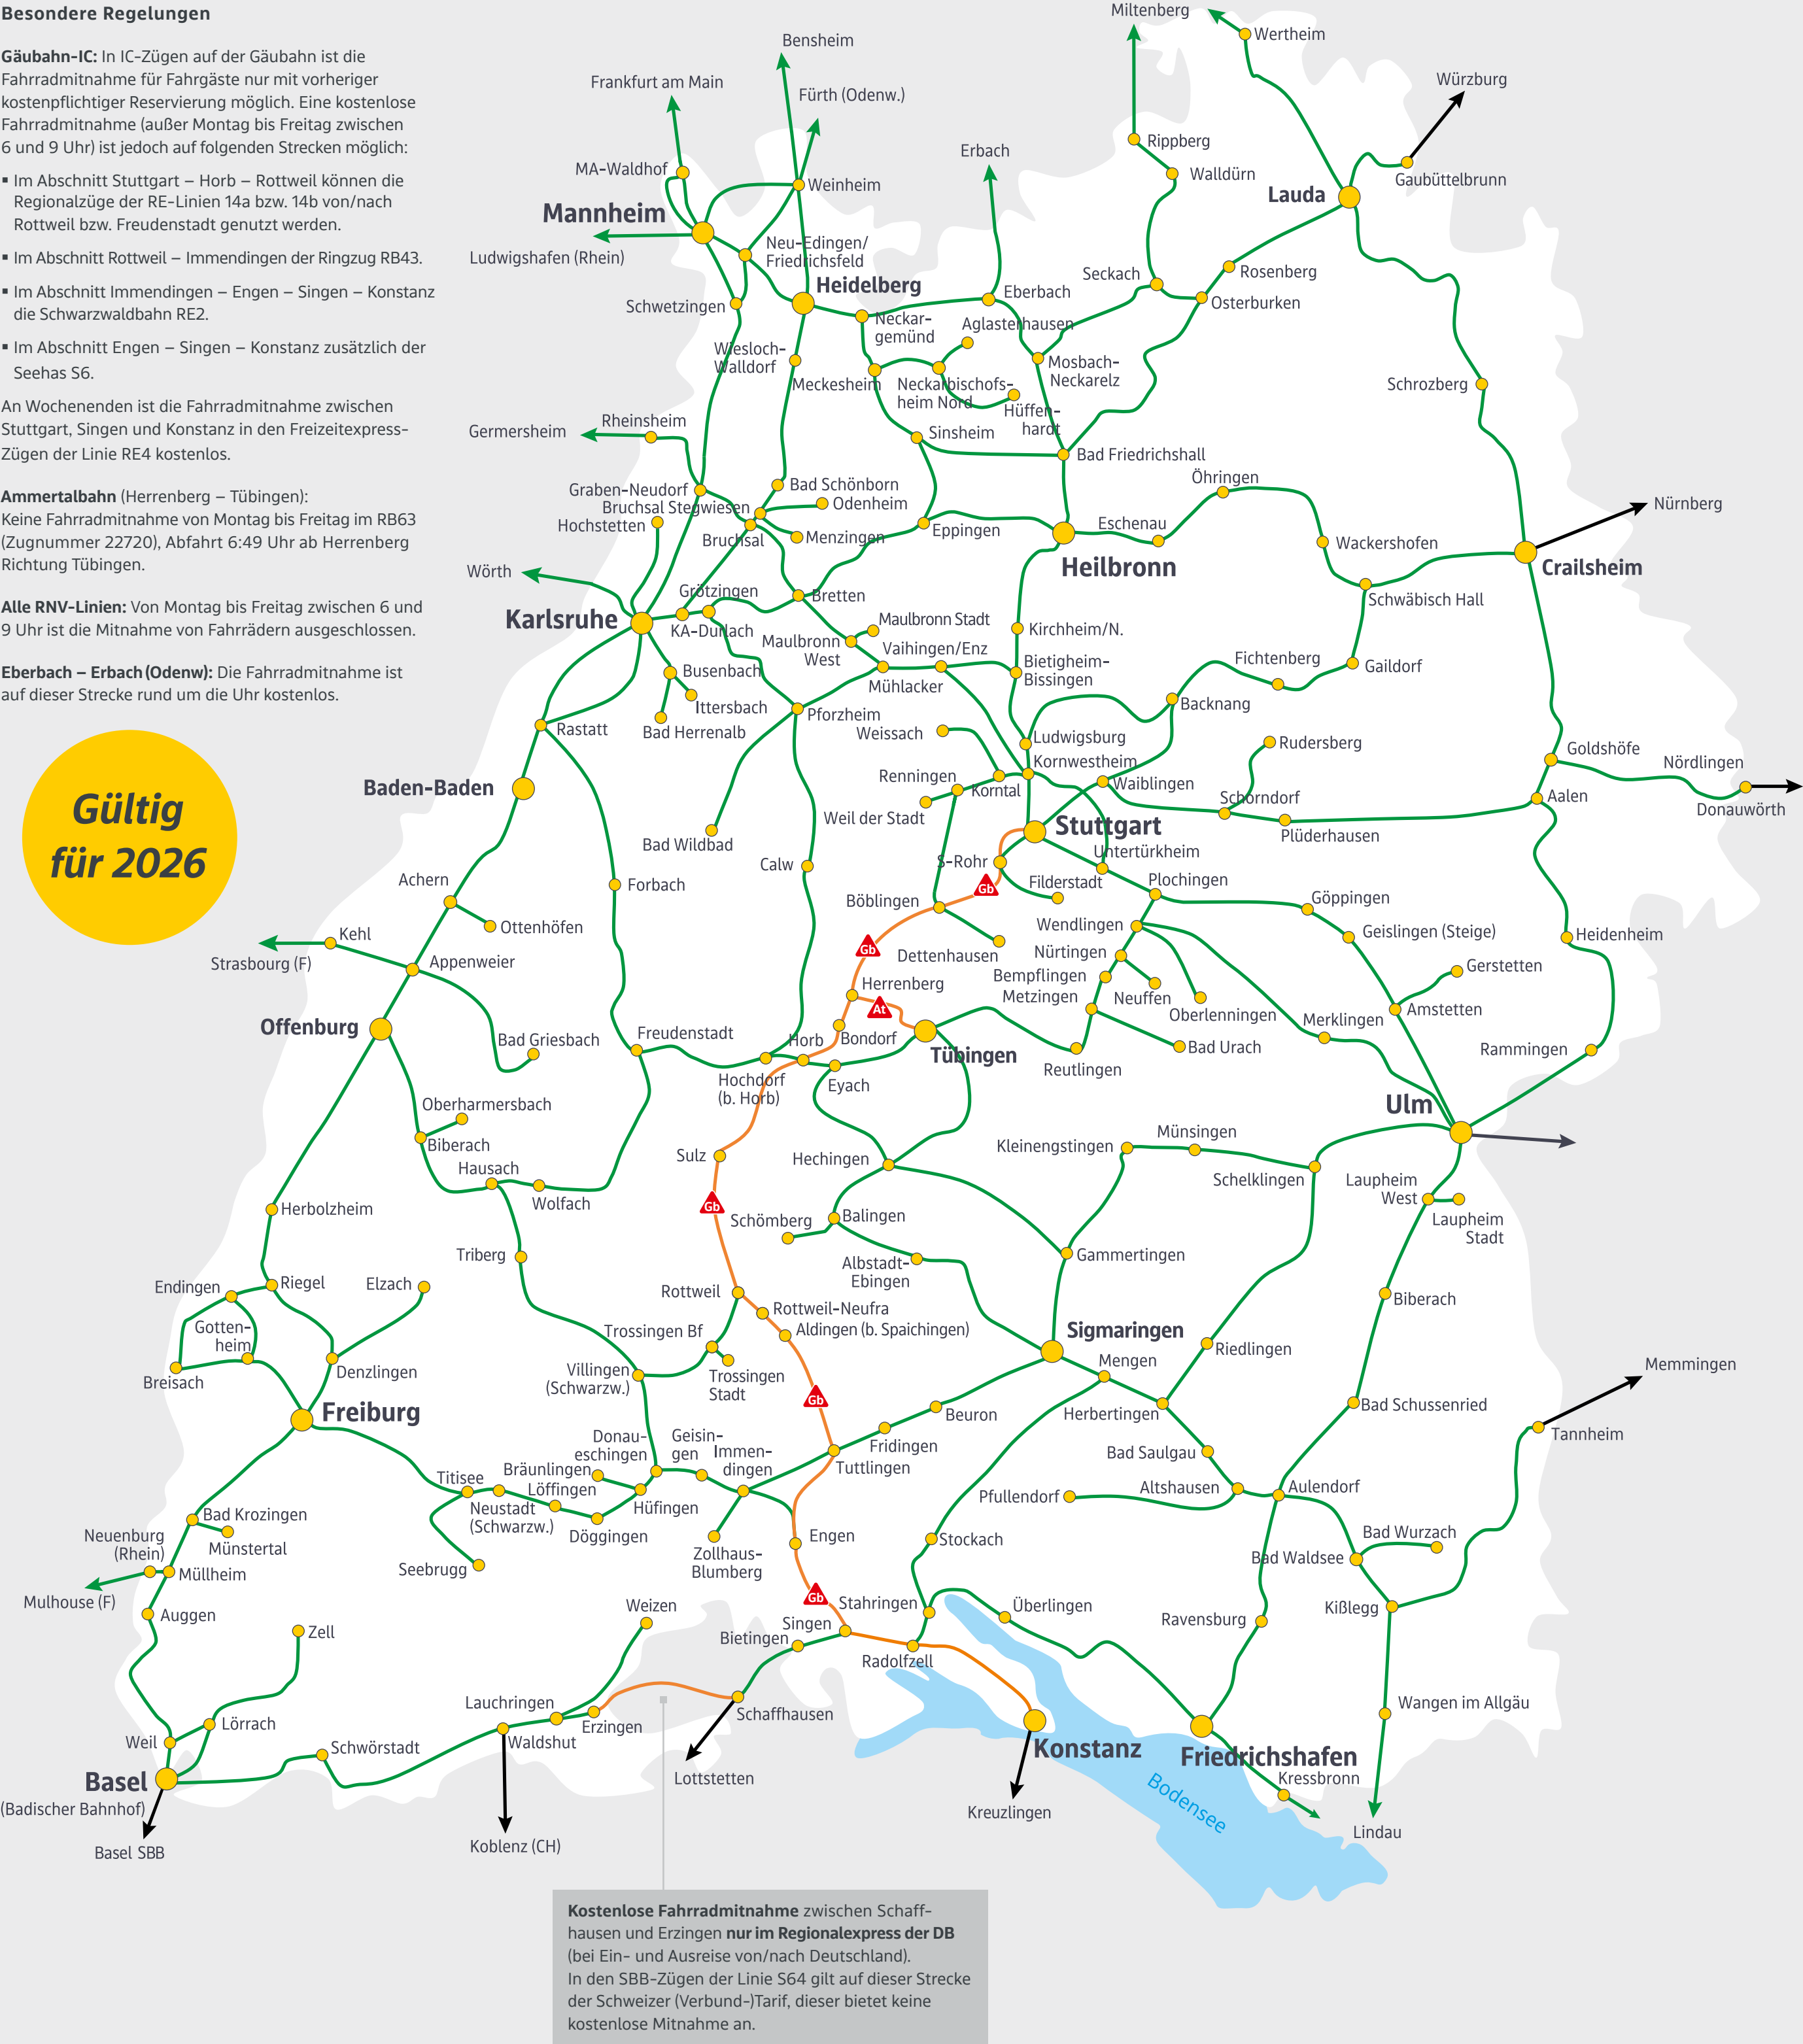 Besondere Regelungen
Gäubahn-IC: In IC-Zügen auf der Gäubahn ist die
Fahrradmitnahme für Fahrgäste nur mit vorheriger
kostenpflichtiger Reservierung möglich. Eine kostenlose
Fahrradmitnahme (außer Montag bis Freitag zwischen
6 und 9 Uhr) ist jedoch auf folgenden Strecken möglich:
▪ Im Abschnitt Stuttgart – Horb – Rottweil können die
Regionalzüge der RE-Linien 14a bzw. 14b von/nach
Rottweil bzw. Freudenstadt genutzt werden.
▪ Im Abschnitt Rottweil – Immendingen der Ringzug RB43.
▪ Im Abschnitt Immendingen – Engen – Singen – Konstanz
die Schwarzwaldbahn RE2.
▪ Im Abschnitt Engen – Singen – Konstanz zusätzlich der
Seehas S6.
An Wochenenden ist die Fahrradmitnahme zwischen
Stuttgart, Singen und Konstanz in den Freizeitexpress-
Zügen der Linie RE4 kostenlos.
Ammertalbahn (Herrenberg – Tübingen):
Keine Fahrradmitnahme von Montag bis Freitag im RB63
(Zugnummer 22720), Abfahrt 6:49 Uhr ab Herrenberg
Richtung Tübingen.
Alle RNV-Linien: Von Montag bis Freitag zwischen 6 und
9 Uhr ist die Mitnahme von Fahrrädern ausgeschlossen.
Eberbach – Erbach (Odenw): Die Fahrradmitnahme ist
auf dieser Strecke rund um die Uhr kostenlos.
Gültig
für 2026
Miltenberg
Wertheim
Bensheim
Frankfurt am Main
Fürth (Odenw.)
Würzburg
Rippberg
Erbach
MA-Waldhof
Weinheim
Walldürn
Gaubüttelbrunn
Lauda
Mannheim
Ludwigshafen (Rhein)
Neu-Edingen/
Friedrichsfeld
Heidelberg
Seckach
Rosenberg
Schwetzingen
Eberbach
Osterburken
Neckar-
gemünd
Aglasterhausen
Wiesloch-
Walldorf
Meckesheim
Neckarbischofs-
heim Nord
Mosbach-
Neckarelz
Hüffen-
hardt
Schrozberg
Rheinsheim
Germersheim
Sinsheim
Bad Friedrichshall
Öhringen
Graben-Neudorf
Bad Schönborn
Bruchsal Stegwiesen
Odenheim
Hochstetten
Bruchsal
Menzingen
Eppingen
Eschenau
Nürnberg
Wackershofen
Heilbronn
Crailsheim
Wörth
Grötzingen
Bretten
Schwäbisch Hall
Karlsruhe
KA-Durlach
Maulbronn Stadt
Maulbronn
West
Kirchheim/N.
Vaihingen/Enz
Busenbach
Mühlacker
Bietigheim-
Bissingen
Fichtenberg
Gaildorf
Ittersbach
Bad Herrenalb
Pforzheim
Backnang
Rastatt
Weissach
Ludwigsburg
Rudersberg
Goldshöfe
Nördlingen
Baden-Baden
Renningen
Korntal
Kornwestheim
Waiblingen
Schorndorf
Aalen
Donauwörth
Weil der Stadt
Plüderhausen
Bad Wildbad
Stuttgart
Calw
S-Rohr
Untertürkheim
Achern
Forbach
Gb
Filderstadt
Plochingen
Böblingen
Göppingen
Ottenhöfen
Kehl
Wendlingen
Geislingen (Steige)
Heidenheim
Strasbourg (F)
Appenweier
Gb
Dettenhausen
Nürtingen
Gerstetten
Herrenberg
Bempflingen
Metzingen
Neuffen
Oberlenningen
Amstetten
At
Merklingen
Offenburg
Bad Griesbach
Freudenstadt
Horb
Bondorf
Tübingen
Bad Urach
Rammingen
Hochdorf
(b. Horb)
Eyach
Reutlingen
Oberharmersbach
Ulm
Biberach
Sulz
Hechingen
Kleinengstingen
Münsingen
Hausach
Wolfach
Schelklingen
Laupheim
West
Herbolzheim
Gb
Schömberg
Balingen
Laupheim
Stadt
Triberg
Albstadt-
Ebingen
Gammertingen
Endingen
Riegel
Elzach
Rottweil
Biberach
Rottweil-Neufra
Gotten-
heim
Trossingen Bf
Aldingen (b. Spaichingen)
Sigmaringen
Riedlingen
Breisach
Denzlingen
Villingen
(Schwarzw.)
Trossingen
Stadt
Mengen
Memmingen
Gb
Freiburg
Beuron
Herbertingen
Bad Schussenried
Donau-
eschingen
Geisin-
gen
Immen-
dingen
Fridingen
Tannheim
Bräunlingen
Tuttlingen
Bad Saulgau
Titisee
Löffingen
Pfullendorf
Altshausen
Aulendorf
Neustadt
(Schwarzw.)
Hüfingen
Bad Krozingen
Döggingen
Engen
Stockach
Bad Wurzach
Neuenburg
(Rhein)
Münstertal
Zollhaus-
Blumberg
Bad Waldsee
Müllheim
Seebrugg
Mulhouse (F)
Gb
Auggen
Weizen
Stahringen
Überlingen
Kißlegg
Zell
Singen
Bietingen
Ravensburg
Radolfzell
Lauchringen
Wangen im Allgäu
Lörrach
Erzingen
Schaffhausen
Weil
Schwörstadt
Waldshut
Konstanz
Friedrichshafen
Basel
(Badischer Bahnhof)
Lottstetten
Bodensee
Kressbronn
Kreuzlingen
Lindau
Basel SBB
Koblenz (CH)
Kostenlose Fahrradmitnahme zwischen Schaff-
hausen und Erzingen nur im Regionalexpress der DB
(bei Ein- und Ausreise von/nach Deutschland).
In den SBB-Zügen der Linie S64 gilt auf dieser Strecke
der Schweizer (Verbund-)Tarif, dieser bietet keine
kostenlose Mitnahme an.